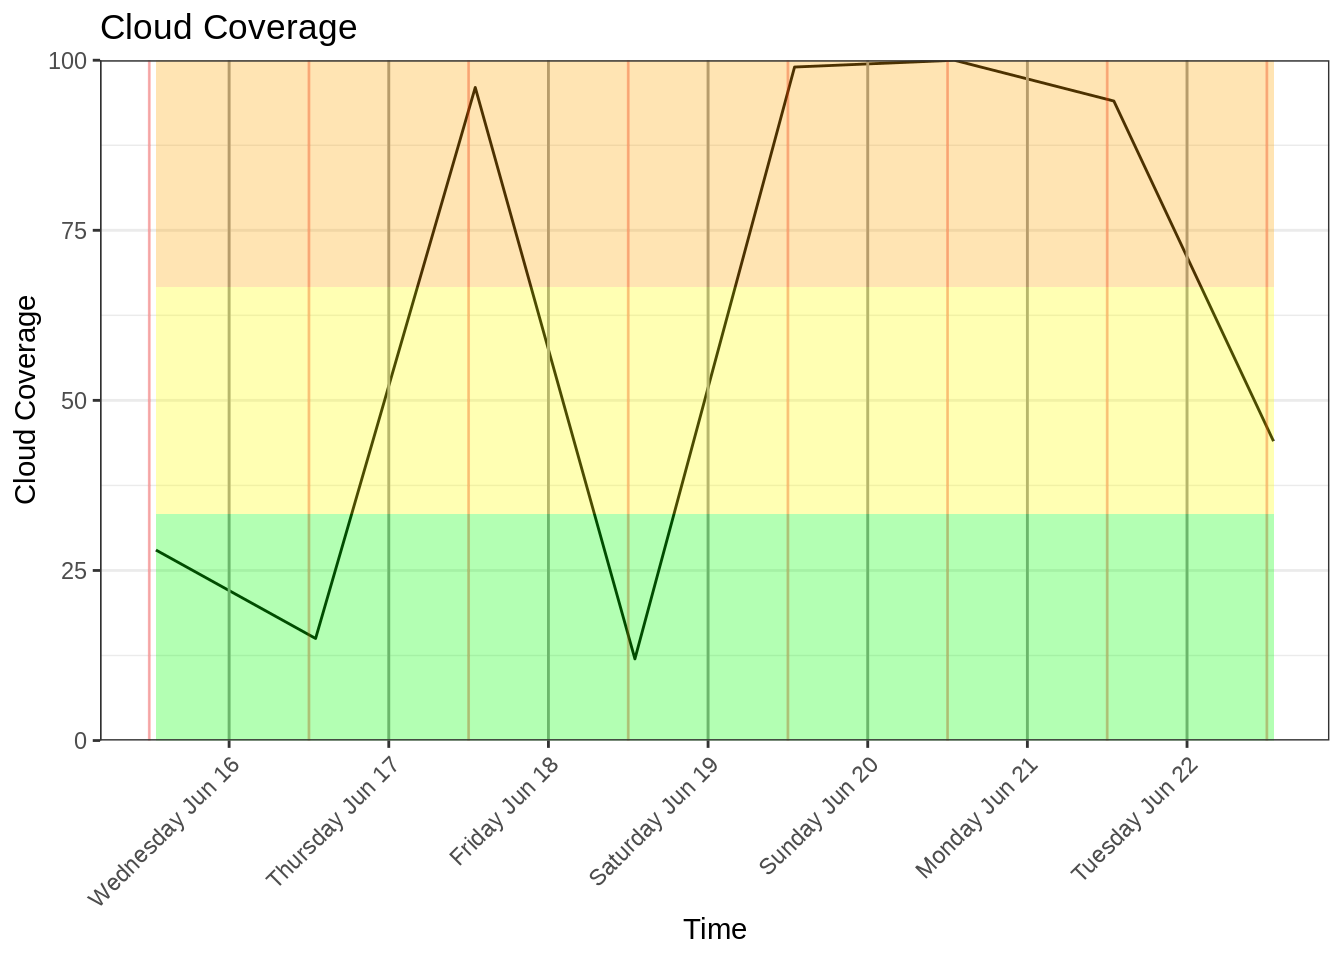 Cloud Coverage
100
75
50
25
0
Cloud Coverage
Wednesday Jun 16
Thursday Jun 17
Friday Jun 18
Saturday Jun 19
Sunday Jun 20
Monday Jun 21
Tuesday Jun 22
Time